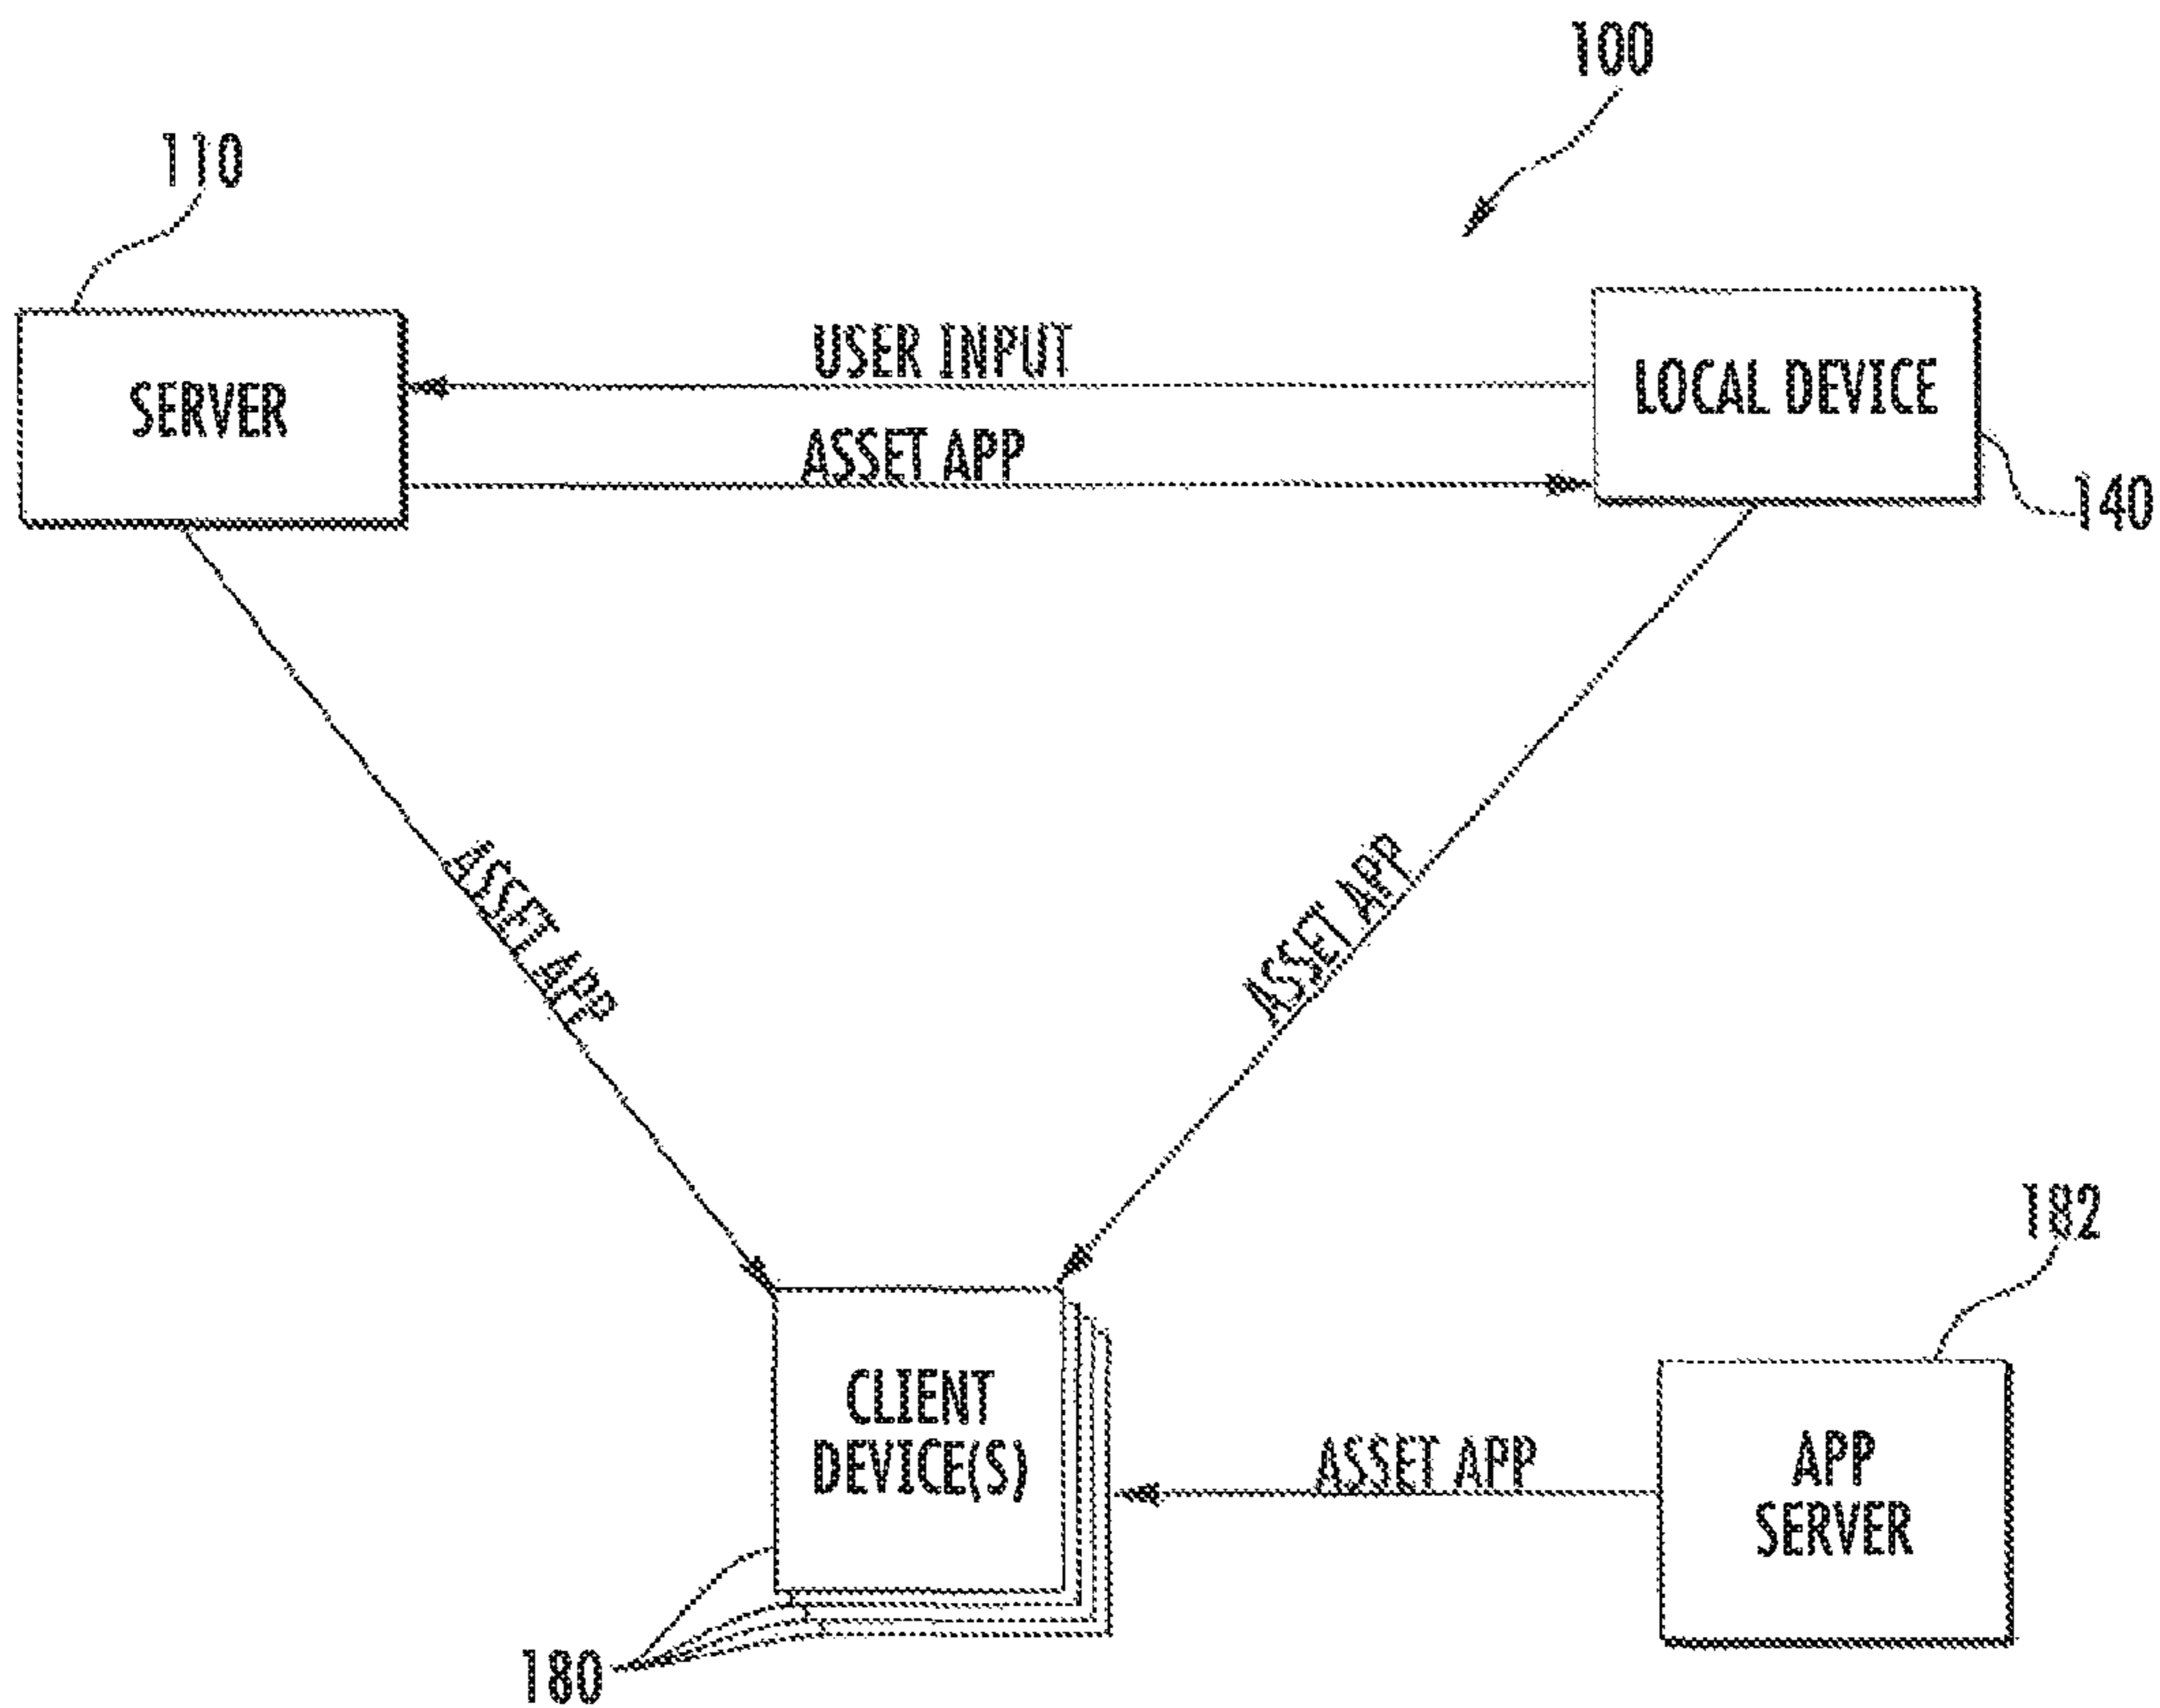 100
110
SERVER
USER INPUT
LOCAL DEVICE
ASSET APP
140
ASSET APP
ASSET APP
182
CLIENT
DEVICE(S)
ASSET APP
APP
SERVER
180